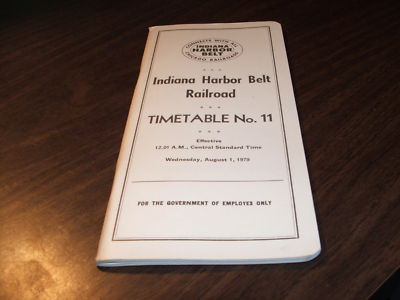 CONNECTS WITH ALL
INDIANA
HARBOR
BELT
CHICAGO RAILROADS
Indiana Harbor Belt
Railroad
TIMETABLE No. 11
Effective
12.01 A.M., Central Standard Time
Wednesday, August 1, 1979
FOR THE GOVERNMENT OF EMPLOYES ONLY